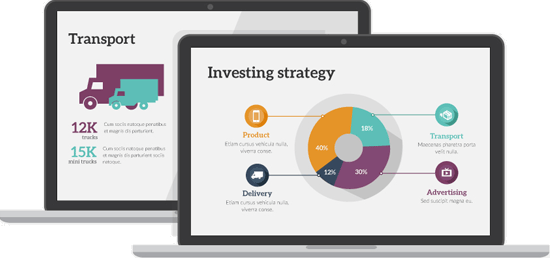 Transport
12K
trucks
Cum sociis natoque penatibus
et magnis dis parturient.
15K
mini trucks
Cum sociis natoque penatibus
et magnis dis parturient sociis
natoque.
Investing strategy
Product
Etiam cursus vehicula nulla,
viverra conse.
Delivery
Etiam cursus vehicula nulla,
viverra conse.
40%
18%
12%
30%
Transport
Maecenas pharetra porta
velit nulla.
Advertising
Sed suscipit magna eu.